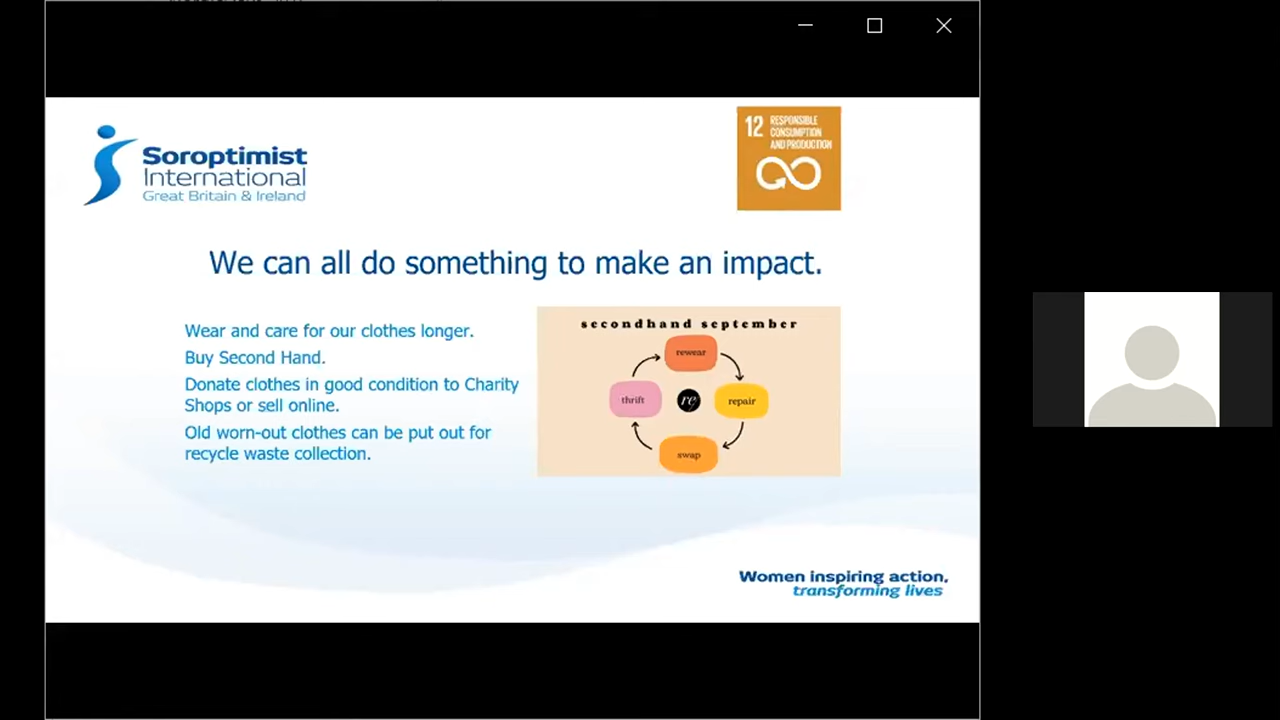 Soroptimist
International
Great Britain & Ireland
12 RESPONSIBLE
CONSUMPTION
AND PRODUCTION
We can all do something to make an impact.
Wear and care for our clothes longer.
Buy Second Hand.
Donate clothes in good condition to Charity
Shops or sell online.
Old worn-out clothes can be put out for
recycle waste collection.
secondhand september
rewear
thrift
re
repair
swap
Women inspiring action,
transforming lives